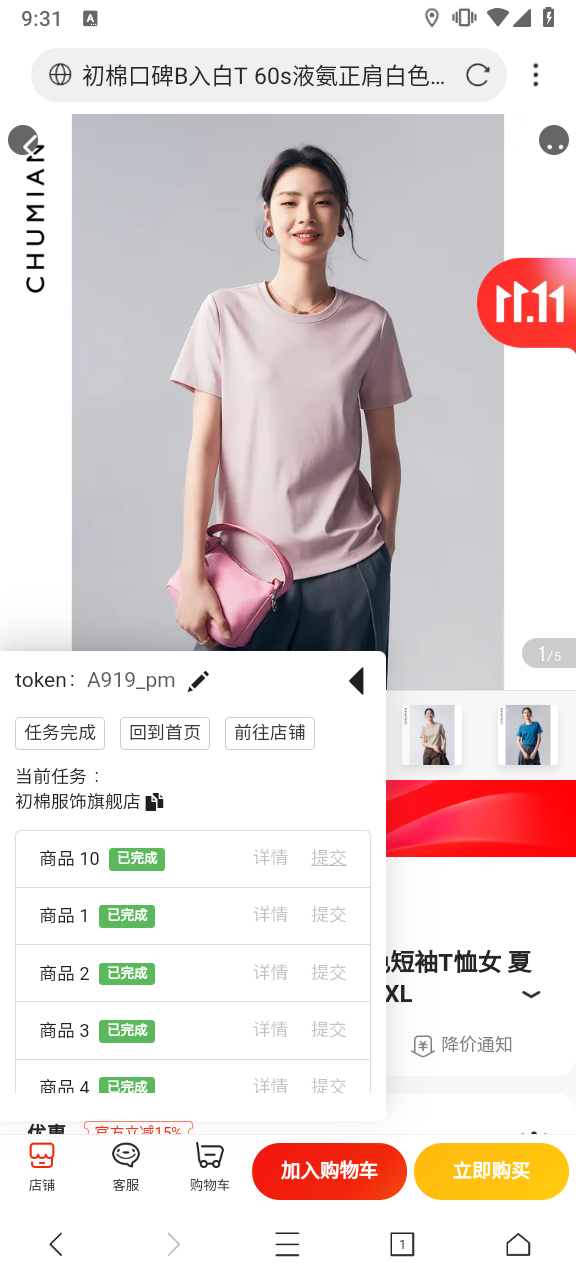 9:31
A
初棉口碑B入白T 60s液氨正肩白色...
CHUMIAN
11.11
1/5
token： A919_pm
任务完成 回到首页 前往店铺
当前任务：
初棉服饰旗舰店
商品 10 已完成 详情 提交
商品 1 已完成 详情 提交
商品 2 已完成 详情 提交
商品 3 已完成 详情 提交
商品 4 已完成 详情 提交
短袖T恤女 夏
XL
降价通知
优惠 官方立减15%
店铺 客服 购物车 加入购物车 立即购买
1